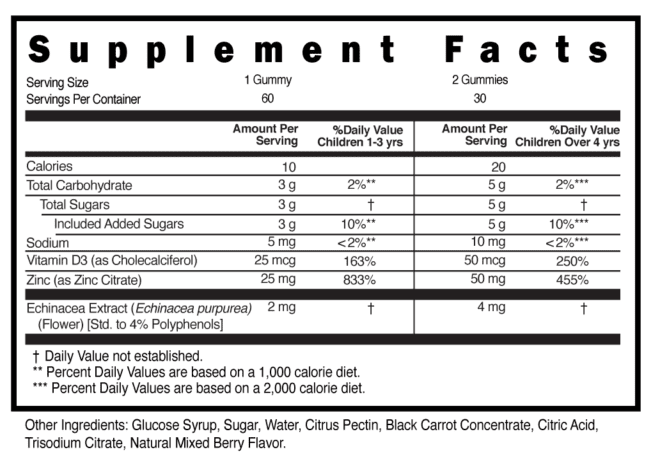 Supplement Facts
Serving Size 1 Gummy 2 Gummies
Servings Per Container 60 30
Amount Per Serving %Daily Value Children 1-3 yrs Amount Per Serving %Daily Value Children Over 4 yrs
Calories 10 20
Total Carbohydrate 3 g 2%** 5 g 2%***
Total Sugars 3 g † 5 g †
Included Added Sugars 3 g 10%** 5 g 10%***
Sodium 5 mg <2%** 10 mg <2%***
Vitamin D3 (as Cholecalciferol) 25 mcg 163% 50 mcg 250%
Zinc (as Zinc Citrate) 25 mg 833% 50 mg 455%
Echinacea Extract (Echinacea purpurea) 2 mg † 4 mg †
(Flower) [Std. to 4% Polyphenols]
† Daily Value not established.
** Percent Daily Values are based on a 1,000 calorie diet.
*** Percent Daily Values are based on a 2,000 calorie diet.
Other Ingredients: Glucose Syrup, Sugar, Water, Citrus Pectin, Black Carrot Concentrate, Citric Acid,
Trisodium Citrate, Natural Mixed Berry Flavor.